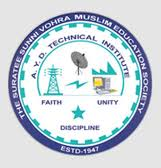 THE SURATEE SUNNI VOHRA MUSLIM EDUCATION SOCIETY
A.Y.D. TECHNICAL INSTITUTE
FAITH
UNITY
DISCIPLINE
ESTD-1947